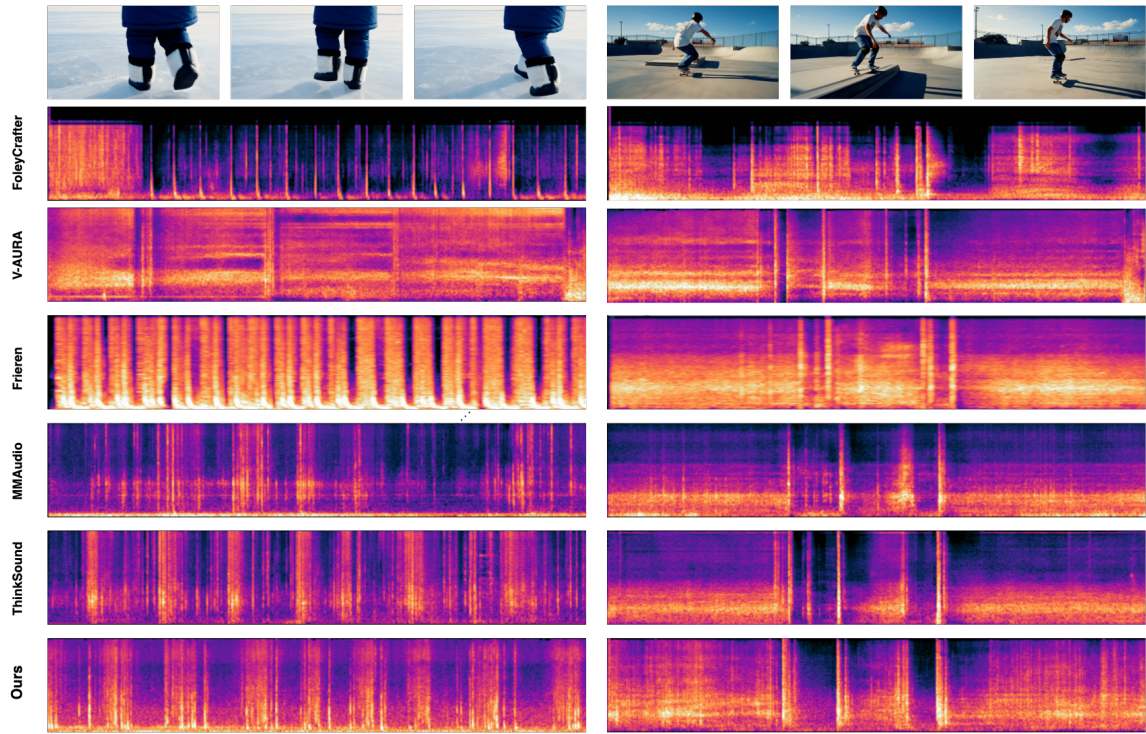 FoleyCrafter
V-AURA
Frieren
MMAudio
ThinkSound
Ours